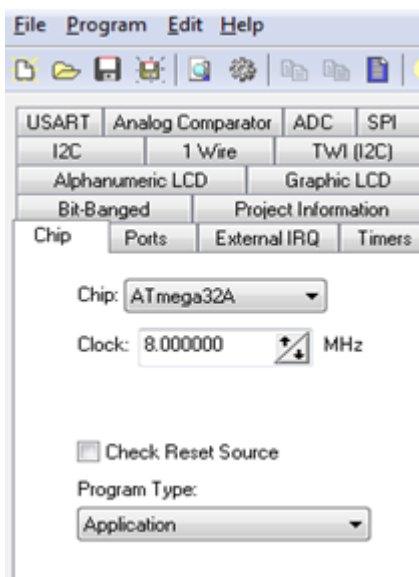 File Program Edit Help
USART Analog Comparator ADC SPI
I2C 1 Wire TWI (I2C)
Alphanumeric LCD Graphic LCD
Bit-Banged Project Information
Chip Ports External IRQ Timers
Chip: ATmega32A
Clock: 8.000000 MHz
Check Reset Source
Program Type:
Application